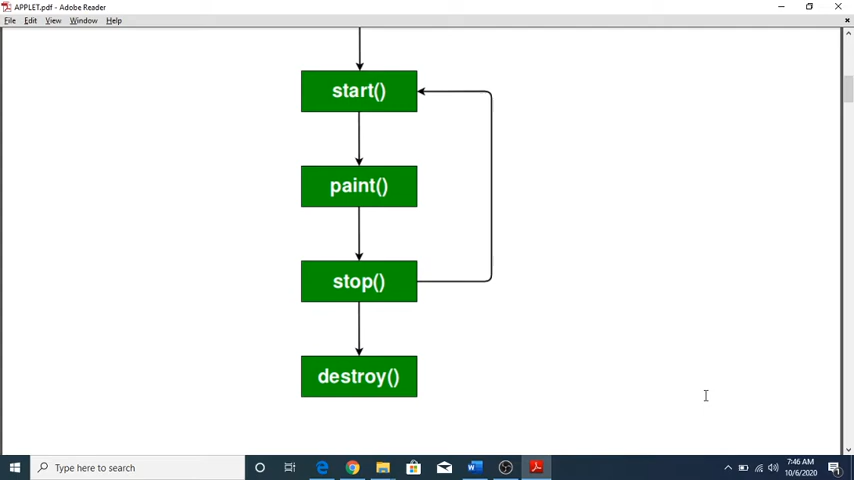 APPLET.pdf - Adobe Reader
File Edit View Window Help
start()
paint()
stop()
destroy()
Type here to search
7:46 AM
10/6/2020